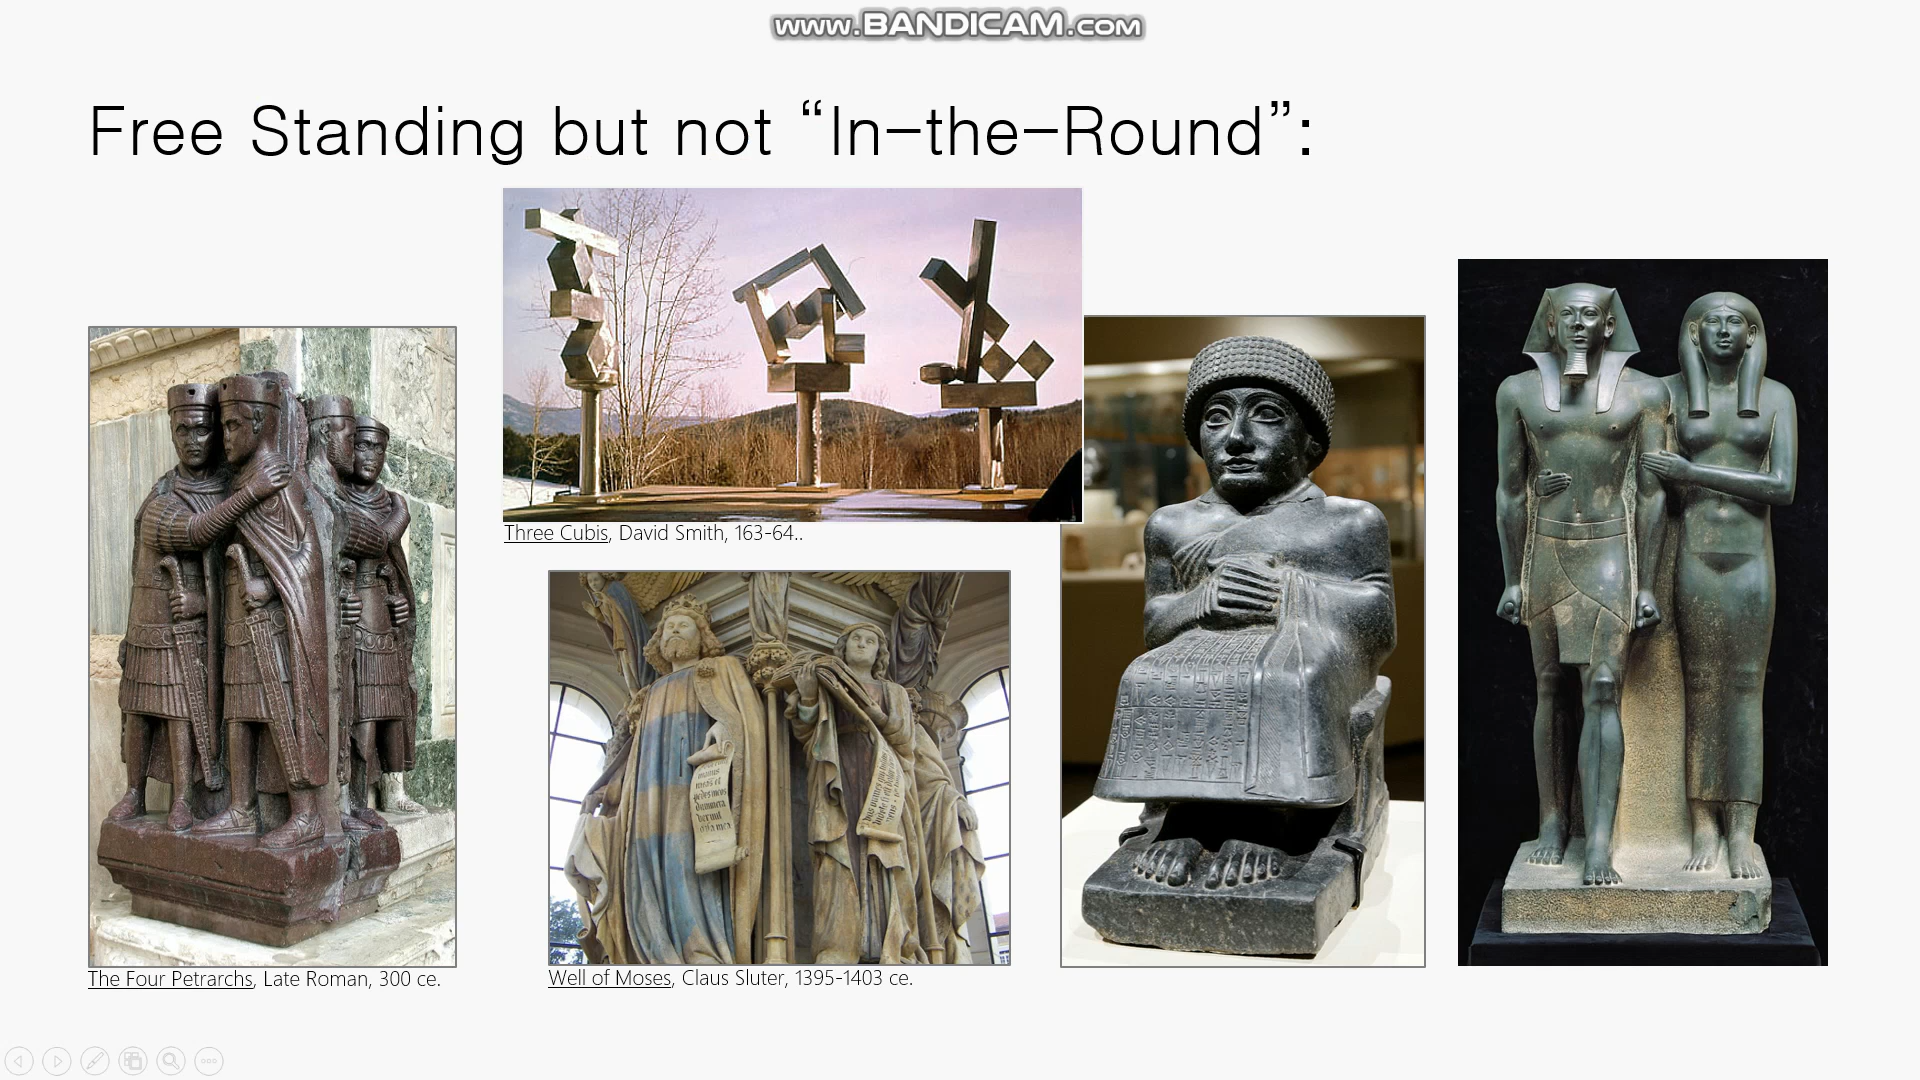 www.BANDICAM.com
Free Standing but not “In-the-Round”:
Three Cubis, David Smith, 163-64..
The Four Petrarchs, Late Roman, 300 ce.
Well of Moses, Claus Sluter, 1395-1403 ce.